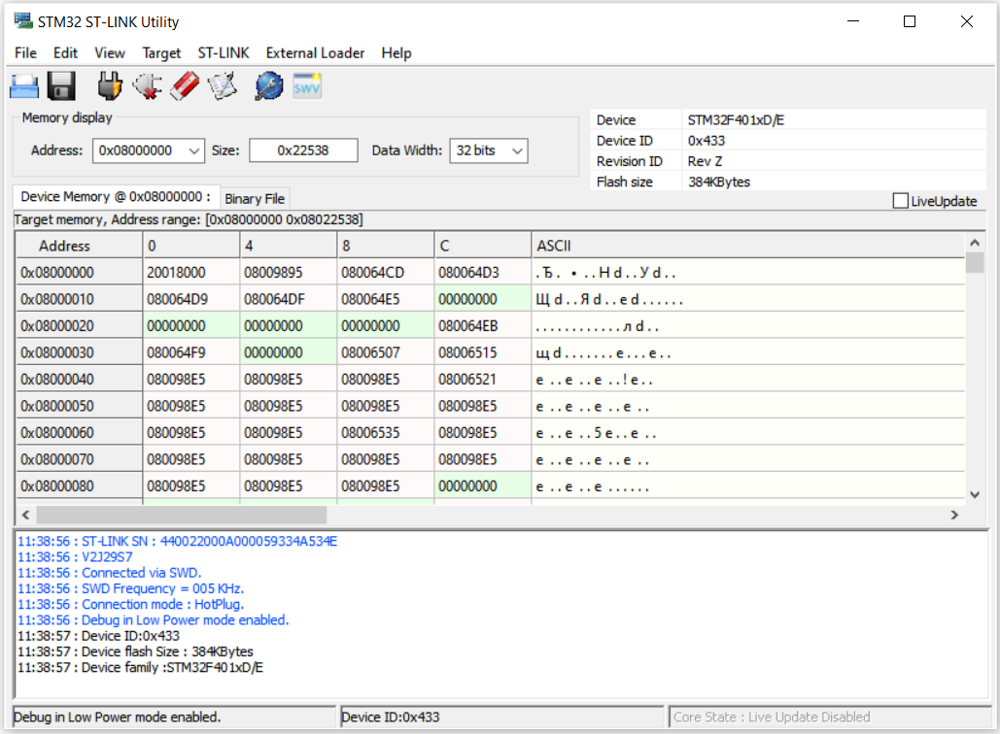 STM32 ST-LINK Utility
File Edit View Target ST-LINK External Loader Help
SWV
Memory display
Address: 0x08000000 Size: 0x22538 Data Width: 32 bits
Device STM32F401xD/E
Device ID 0x433
Revision ID Rev Z
Flash size 384KBytes
LiveUpdate
Device Memory @ 0x08000000 : Binary File
Target memory, Address range: [0x08000000 0x08022538]
Address 0 4 8 C ASCII
0x08000000 20018000 08009895 080064CD 080064D3 .Ђ. •..Нd..Уd..
0x08000010 080064D9 080064DF 080064E5 00000000 Щd..Яd..еd......
0x08000020 00000000 00000000 00000000 080064EB ............лd..
0x08000030 080064F9 00000000 08006507 08006515 щd.......e...e..
0x08000040 080098E5 080098E5 080098E5 08006521 е ..е ..е ..!e..
0x08000050 080098E5 080098E5 080098E5 080098E5 е ..е ..е ..е ..
0x08000060 080098E5 080098E5 08006535 080098E5 е ..е ..5e..е ..
0x08000070 080098E5 080098E5 080098E5 080098E5 е ..е ..е ..е ..
0x08000080 080098E5 080098E5 080098E5 00000000 е ..е ..е ......
11:38:56 : ST-LINK SN : 440022000A000059334A534E
11:38:56 : V2J29S7
11:38:56 : Connected via SWD.
11:38:56 : SWD Frequency = 005 KHz.
11:38:56 : Connection mode : HotPlug.
11:38:56 : Debug in Low Power mode enabled.
11:38:57 : Device ID:0x433
11:38:57 : Device flash Size : 384KBytes
11:38:57 : Device family :STM32F401xD/E
Debug in Low Power mode enabled. Device ID:0x433 Core State : Live Update Disabled